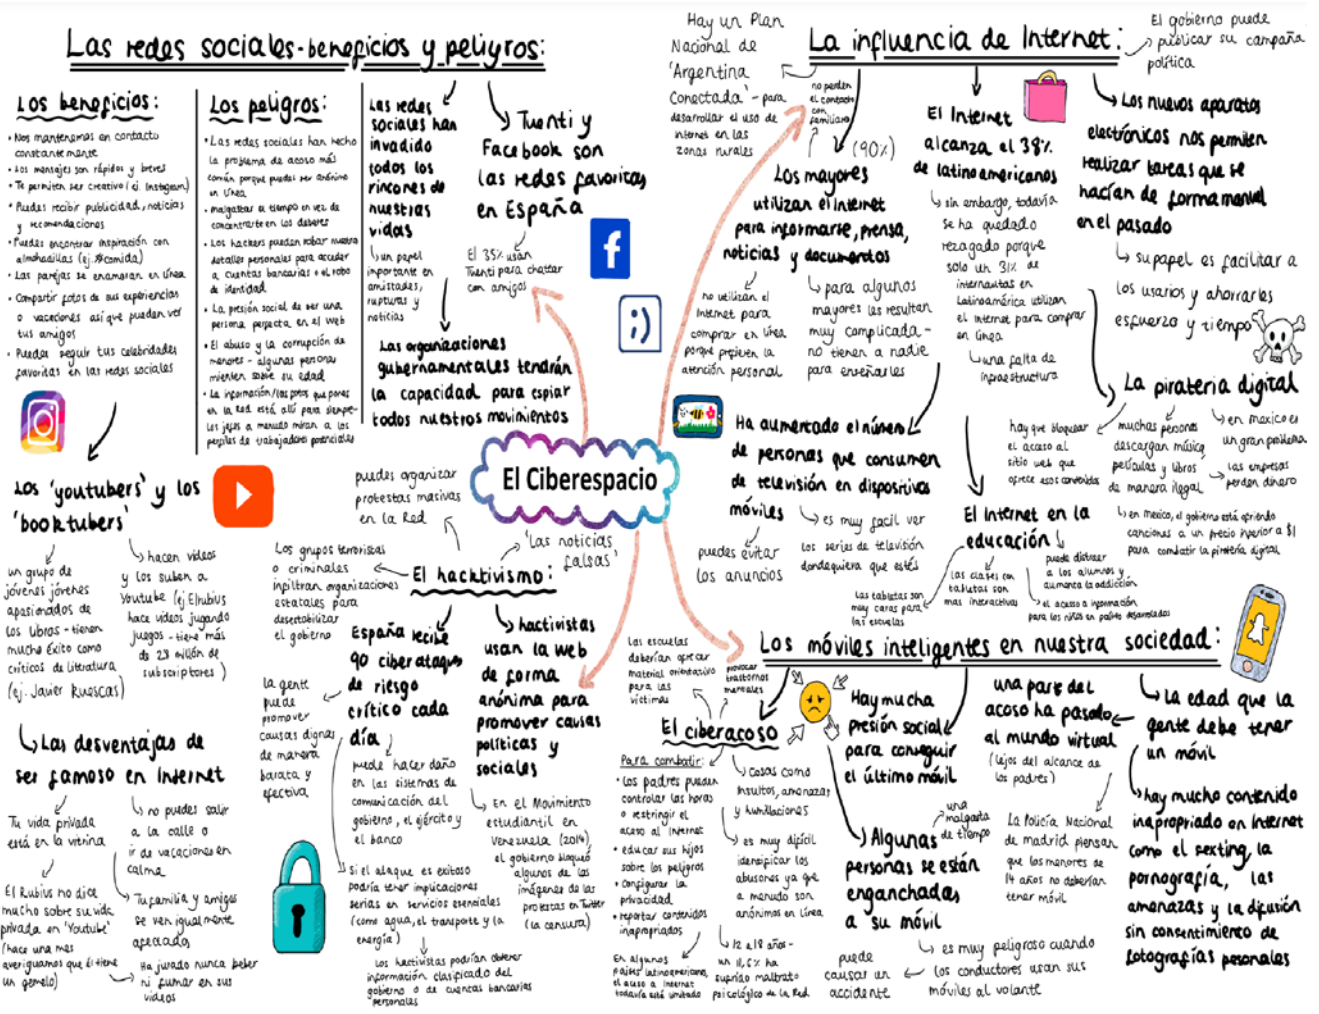 Las redes sociales-beneficios y peligros:
Los beneficios:
• Nos mantenemos en contacto
constantemente
• Los mensajes son rápidos y breves
• Te permiten ser creativo (ej. Instagram)
• Puedes recibir publicidad, noticias
y recomendaciones
• Puedes encontrar inspiración con
almohadillas (ej. #comida)
• Las parejas se enamoran en línea
• Compartir fotos de sus experiencias
o vacaciones así que pueden ver
tus amigos
• Puedes seguir tus celebridades
favoritas en las redes sociales
Los peligros:
• Las redes sociales han hecho
la problema de acoso más
común porque puedes ser anónimo
en línea
• malgastar el tiempo en vez de
concentrarte en los deberes
• Los hackers pueden robar nuestra
detalles personales para acceder
a cuentas bancarias o el robo
de identidad
• La presión social de ser una
persona perfecta en el web
• El abuso y la corrupción de
menores - algunas personas
mienten sobre su edad
• La información/las fotos que pones
en la red está allí para siempre-
los jefes a menudo miran a los
perfiles de trabajadores potenciales
Las redes
sociales han
invadido
todos los
rincones de
nuestras
vidas
un papel
importante en
amistades,
rupturas y
noticias
Tuenti y
Facebook son
las redes favoritas
en España
El 35% usan
Tuenti para chatear
con amigos
Las organizaciones
gubernamentales tendrán
la capacidad para espiar
todos nuestros movimientos
Los 'youtubers' y los
'booktubers'
un grupo de
jóvenes jóvenes
apasionados de
los libros - tienen
mucho éxito como
críticos de literatura
(ej. Javier Ruescas)
hacen videos
y los suben a
Youtube (ej Elrubius
hace videos jugando
juegos - tiene más
de 23 millón de
subscriptores)
Las desventajas de
ser famoso en Internet
Tu vida privada
está en la vitrina
El Rubius no dice
mucho sobre su vida
privada en 'Youtube'
(hace una mes
averiguamos que él tiene
un gemelo)
no puedes salir
a la calle o
ir de vacaciones en
calma
Tu familia y amigos
se ven igualmente
afectados
Ha jurado nunca beber
ni fumar en sus
videos
El Ciberespacio
El hacktivismo:
puedes organizar
protestas masivas
en la Red
'Las noticias
falsas'
Los grupos terroristas
o criminales
infiltran organizaciones
estatales para
desestabilizar
el gobierno
España recibe
90 ciberataques
de riesgo
crítico cada
día
la gente
puede
promover
causas dignas
de manera
barata y
efectiva
puede hacer daño
en las sistemas de
comunicación del
gobierno, el ejército y
el banco
Si el ataque es exitoso
podría tener implicaciones
serias en servicios esenciales
(como agua, el transporte y la
energía)
Los hacktivistas podrían obtener
información clasificado del
gobierno o de cuentas bancarias
personales
hactivistas
usan la web
de forma
anónima para
promover causas
políticas y
sociales
En el Movimiento
estudiantil en
Venezuela (2014)
el gobierno bloqueó
algunos de las
imágenes de las
protestas en Twitter
(la censura)
La influencia de Internet:
Hay un Plan
Nacional de
'Argentina
Conectada' - para
desarrollar el uso de
internet en las
zonas rurales
El gobierno puede
publicar su campaña
política
no pierden
el contacto
con
familiares
(90%)
Los mayores
utilizan el internet
para informarse, prensa,
noticias y documentos
no utilizan el
Internet para
comprar en línea
porque prefieren la
atención personal
para algunos
mayores les resultan
muy complicada -
no tienen a nadie
para enseñarles
El Internet
alcanza el 38%
de latinoamericanos
sin embargo, todavía
se ha quedado
rezagado porque
solo un 31% de
internautas en
Latinoamérica utilizan
el internet para comprar
en línea
una falta de
infraestructura
Los nuevos aparatos
electrónicos nos permiten
realizar tareas que se
hacían de forma manual
en el pasado
su papel es facilitar a
los usarios y ahorrarles
esfuerzo y tiempo
La piratería digital
hay que bloquear
el acceso al
sitio web que
ofrece esos contenidos
muchas personas
descargan música,
películas y libros
de manera ilegal
en mexico es
un gran problema
las empresas
perden dinero
en mexico, el gobierno está ofreciendo
canciones a un precio inferior a $1
para combatir la piratería digital
Ha aumentado el número
de personas que consumen
de televisión en dispositivos
móviles
puedes evitar
los anuncios
es muy facil ver
los series de televisión
dondequiera que estés
El Internet en la
educación
las tabletas son
muy caras para
las escuelas
las clases con
tabletas son
mas interactivas
puede distraer
a los alumnos y
aumenta la addicción
el acceso a información
para los niños en países desarrollados
Los móviles inteligentes en nuestra sociedad:
El ciberacoso
las escuelas
deberían ofrecer
material orientativo
para las
víctimas
provocar
trastornos
mentales
Para combatir:
• los padres pueden
controlar las horas
o restringir el
acceso al Internet
• educar sus hijos
sobre los peligros
• configurar la
privacidad
• reportar contenidos
inapropiados
En algunos
países latinoamericanos,
el acceso a Internet
todavía está limitado
cosas como
insultos, amenazas
y humillaciones
es muy difícil
identificar los
abusones ya que
a menudo son
anónimos en línea
12 a 18 años -
un 11,6% ha
sufrido maltrato
psicológico de la Red
Hay mucha
presión social
para conseguir
el último móvil
una
malgasta
de tiempo
Algunas
personas se están
enganchadas
a su móvil
es muy peligroso cuando
los conductores usan sus
móviles al volante
puede
causar un
accidente
una parte del
acoso ha pasado
al mundo virtual
(lejos del alcance de
los padres)
La Policía Nacional
de madrid piensan
que los menores de
14 años no deberían
tener móvil
La edad que la
gente debe tener
un móvil
hay mucho contenido
inapropiado en Internet
como el sexting, la
pornografía, las
amenazas y la difusión
sin consentimiento de
fotografías pesonales